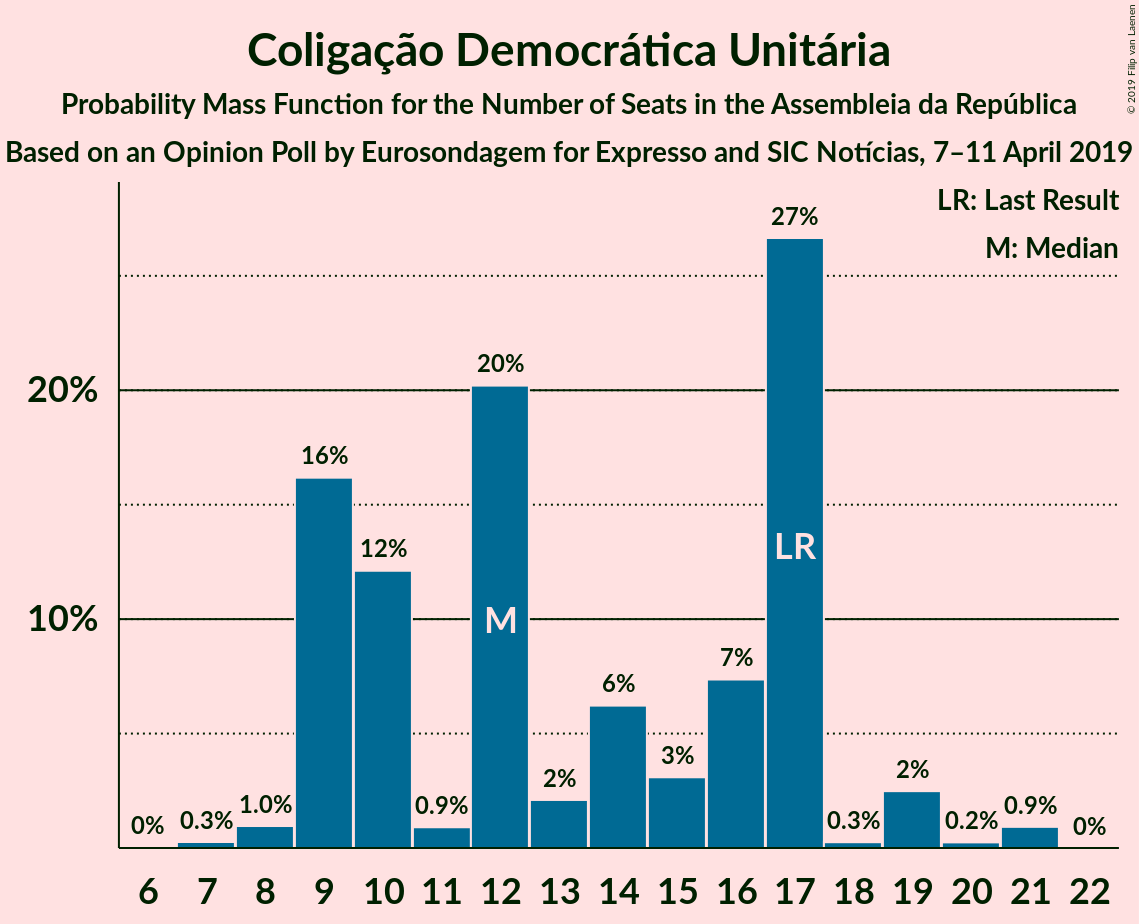 Coligação Democrática Unitária
Probability Mass Function for the Number of Seats in the Assembleia da República
Based on an Opinion Poll by Eurosondagem for Expresso and SIC Notícias, 7–11 April 2019
© 2019 Filip van Laenen
LR: Last Result
M: Median
27%
20%
20%
16%
12%
LR
10%
M
7%
6%
3%
2%
2%
1.0%
0.9%
0.9%
0%
0.3%
0.3%
0.2%
0%
6 7 8 9 10 11 12 13 14 15 16 17 18 19 20 21 22